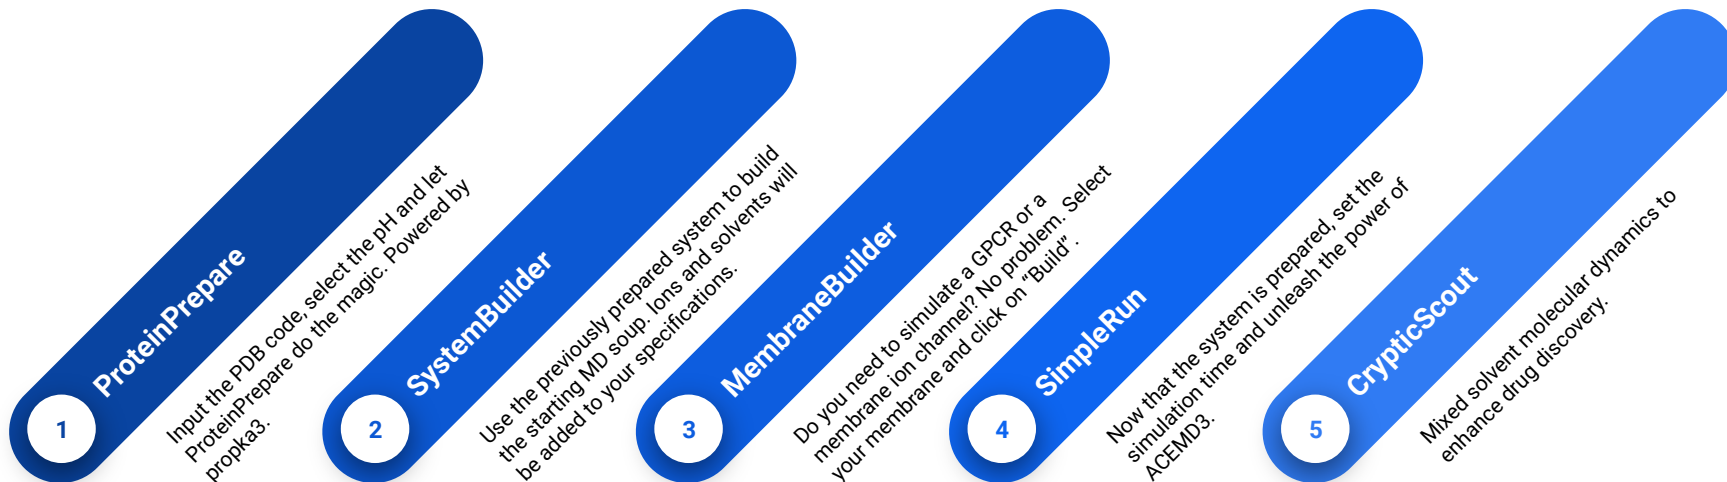 1
ProteinPrepare
Input the PDB code, select the pH and let
ProteinPrepare do the magic. Powered by
propka3.
2
SystemBuilder
Use the previously prepared system to build
the starting MD soup. Ions and solvents will
be added to your specifications.
3
MembraneBuilder
Do you need to simulate a GPCR or a
membrane ion channel? No problem. Select
your membrane and click on “Build” .
4
SimpleRun
Now that the system is prepared, set the
simulation time and unleash the power of
ACEMD3.
5
CrypticScout
Mixed solvent molecular dynamics to
enhance drug discovery.